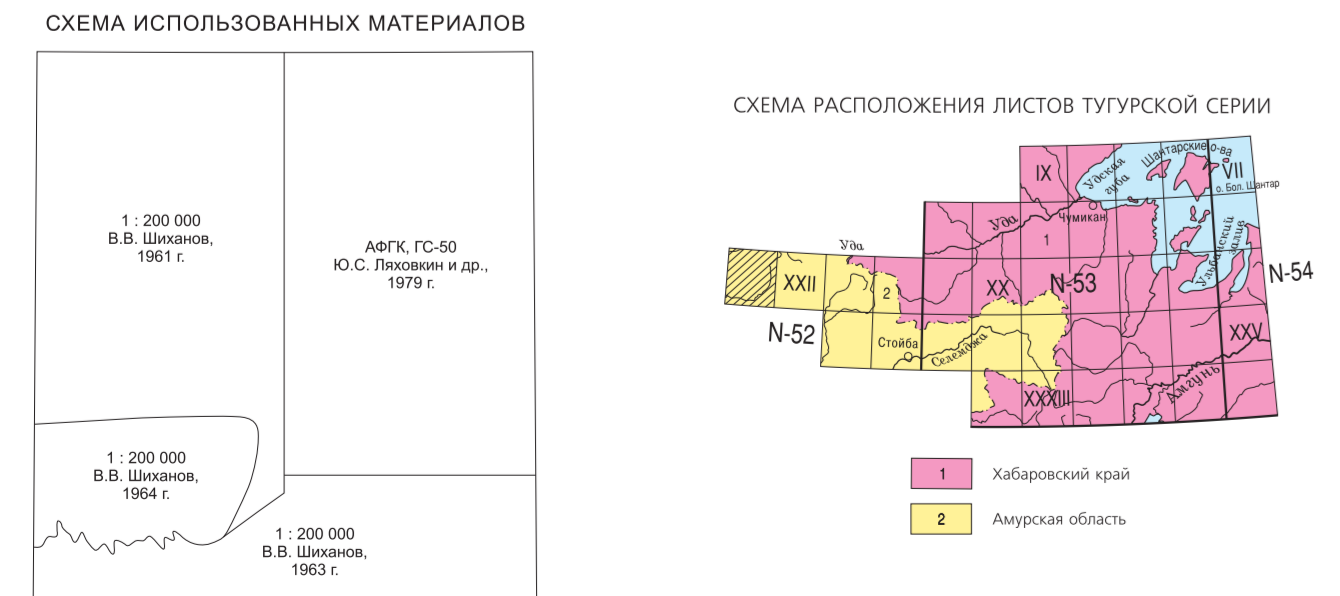 СХЕМА ИСПОЛЬЗОВАННЫХ МАТЕРИАЛОВ
1 : 200 000
В.В. Шиханов,
1961 г.
АФГК, ГС-50
Ю.С. Ляховкин и др.,
1979 г.
1 : 200 000
В.В. Шиханов,
1964 г.
1 : 200 000
В.В. Шиханов,
1963 г.
СХЕМА РАСПОЛОЖЕНИЯ ЛИСТОВ ТУГУРСКОЙ СЕРИИ
Шантарские о-ва
IX
Удская
губа
VII
о. Бол. Шантар
Чумикан
Уда
1
Ульбанский
залив
Уда
XXII
2
XX
N-53
N-54
N-52
Стойба
Селемджа
XXV
Амгунь
XXXIII
1
Хабаровский край
2
Амурская область